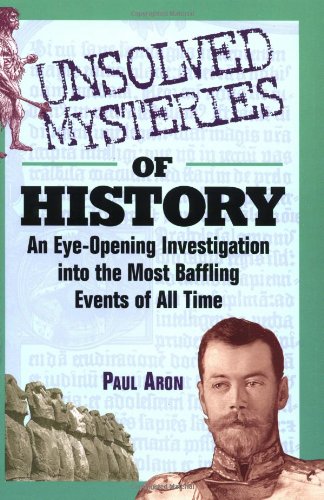 UNSOLVED
MYSTERIES
OF
HISTORY
An Eye-Opening Investigation
into the Most Baffling
Events of All Time
PAUL ARON